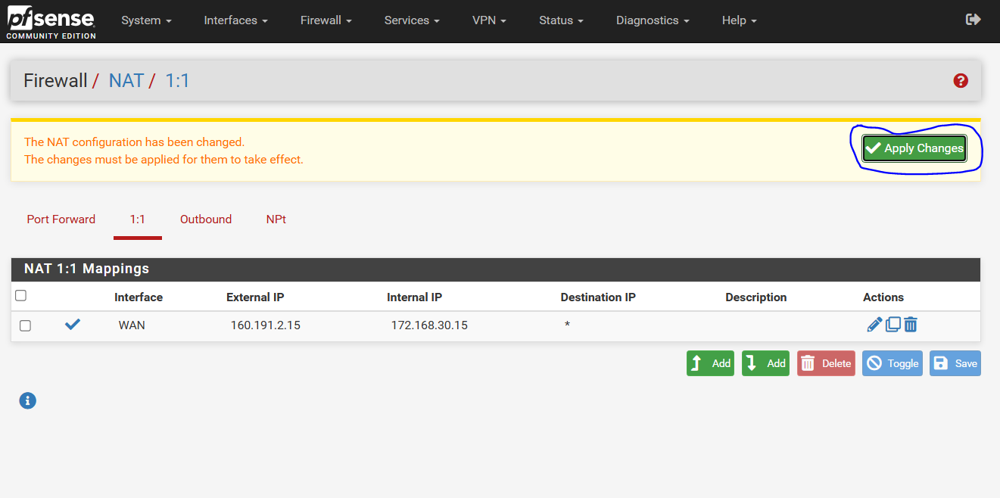 pfsense
COMMUNITY EDITION
System Interfaces Firewall Services VPN Status Diagnostics Help
Firewall / NAT / 1:1
The NAT configuration has been changed.
The changes must be applied for them to take effect.
Apply Changes
Port Forward 1:1 Outbound NPt
NAT 1:1 Mappings
Interface External IP Internal IP Destination IP Description Actions
WAN 160.191.2.15 172.168.30.15 *
Add Add Delete Toggle Save